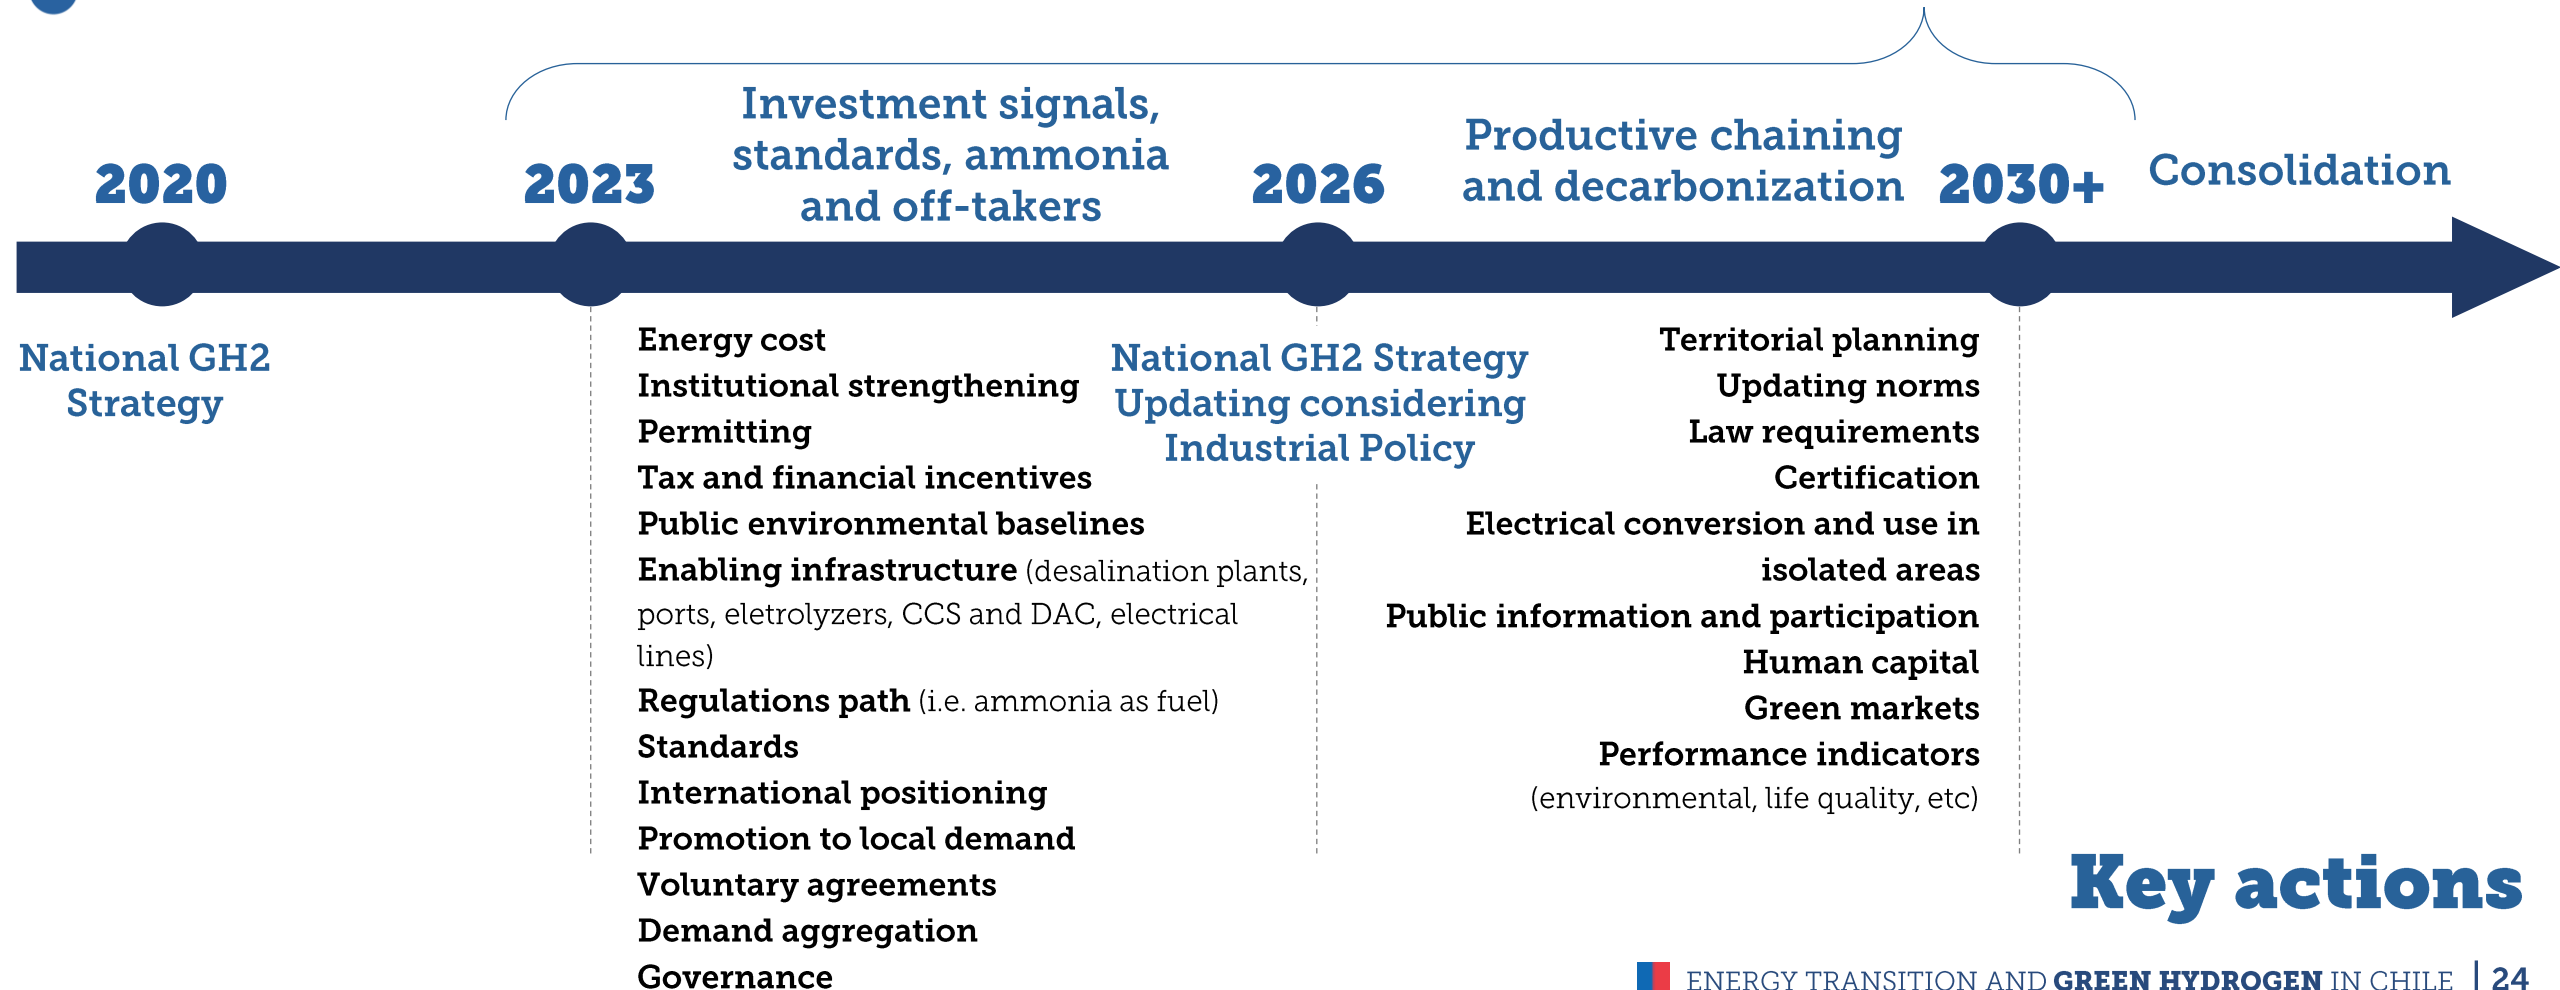 2020
2023
Investment signals,
standards, ammonia
and off-takers
2026
Productive chaining
and decarbonization
2030+
Consolidation
National GH2
Strategy
Energy cost
Institutional strengthening
Permitting
Tax and financial incentives
Public environmental baselines
Enabling infrastructure (desalination plants,
ports, eletrolyzers, CCS and DAC, electrical
lines)
Regulations path (i.e. ammonia as fuel)
Standards
International positioning
Promotion to local demand
Voluntary agreements
Demand aggregation
Governance
National GH2 Strategy
Updating considering
Industrial Policy
Territorial planning
Updating norms
Law requirements
Certification
Electrical conversion and use in
isolated areas
Public information and participation
Human capital
Green markets
Performance indicators
(environmental, life quality, etc)
Key actions
ENERGY TRANSITION AND GREEN HYDROGEN IN CHILE | 24